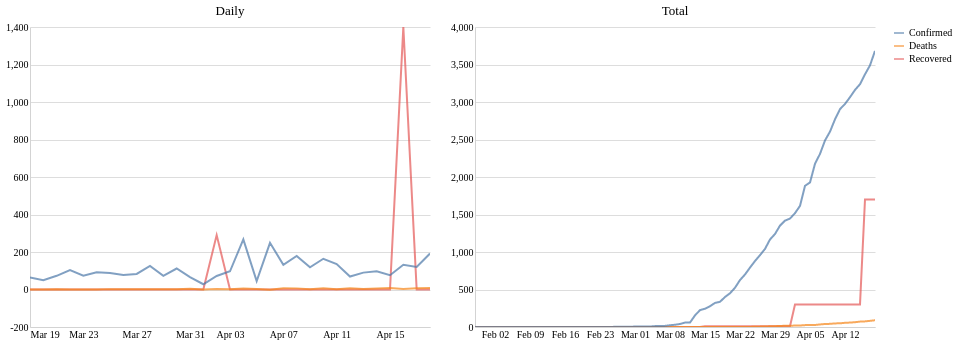 Daily
1,400
1,200
1,000
800
600
400
200
0
-200
Mar 19 Mar 23 Mar 27 Mar 31 Apr 03 Apr 07 Apr 11 Apr 15
Total
4,000
3,500
3,000
2,500
2,000
1,500
1,000
500
0
Feb 02 Feb 09 Feb 16 Feb 23 Mar 01 Mar 08 Mar 15 Mar 22 Mar 29 Apr 05 Apr 12
Confirmed
Deaths
Recovered